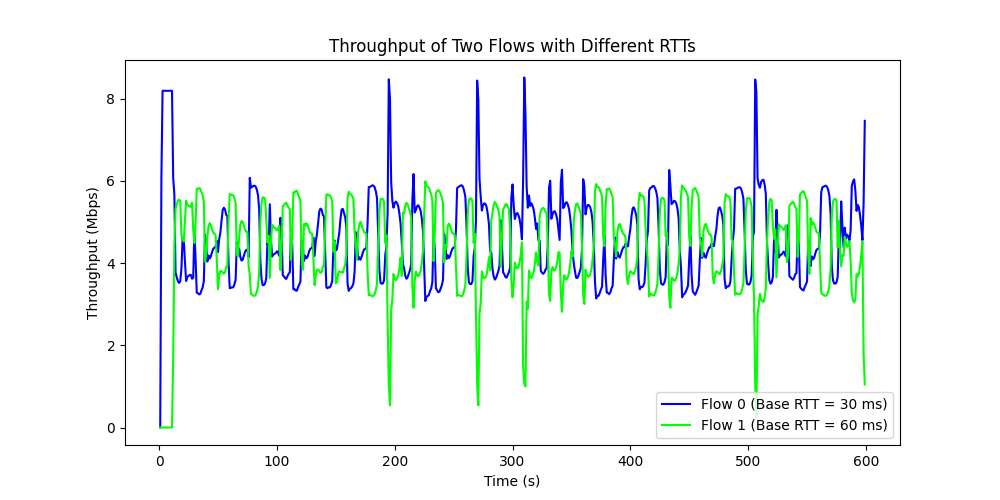 Throughput of Two Flows with Different RTTs
Throughput (Mbps)
8
6
4
2
0
0 100 200 300 400 500 600
Time (s)
Flow 0 (Base RTT = 30 ms)
Flow 1 (Base RTT = 60 ms)